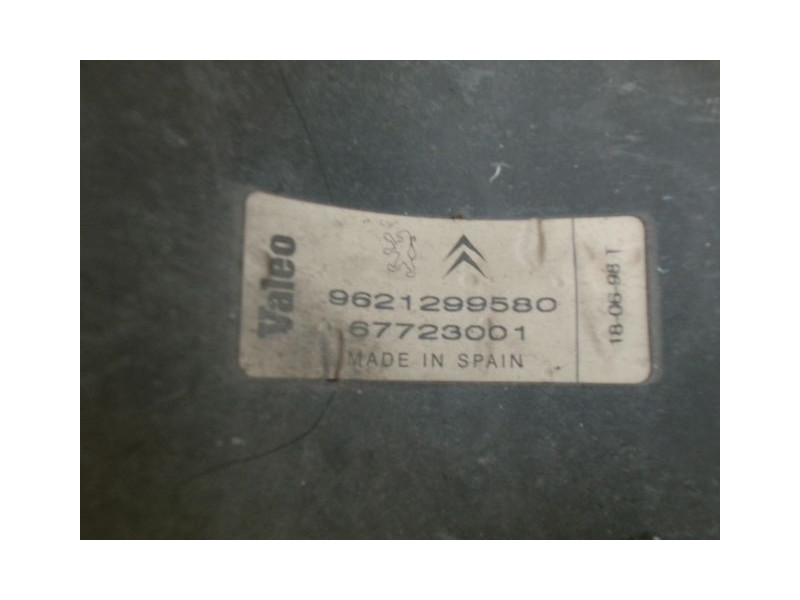 Valeo
9621299580
67723001
MADE IN SPAIN
18-06-98 T